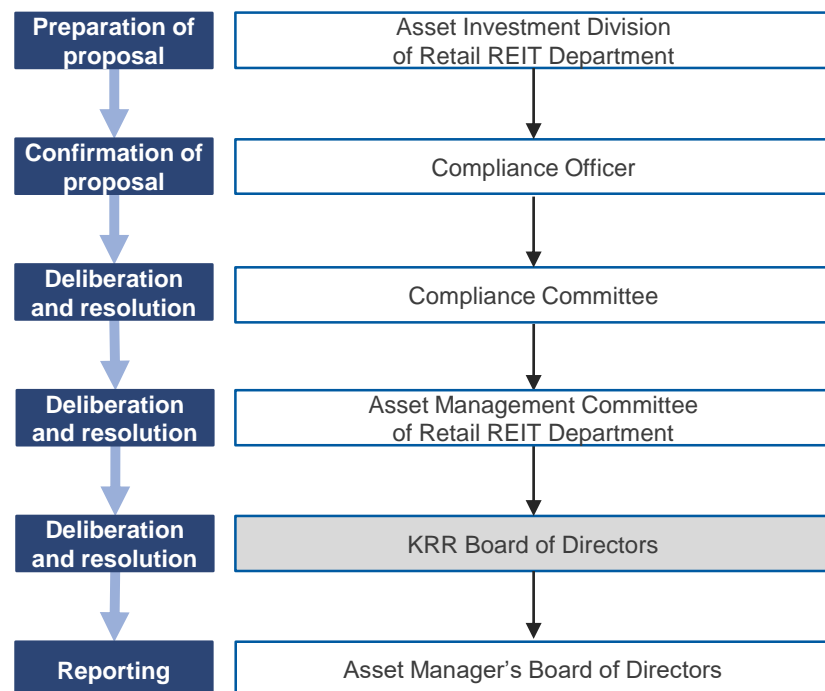 Preparation of
proposal
Asset Investment Division
of Retail REIT Department
Confirmation of
proposal
Compliance Officer
Deliberation
and resolution
Compliance Committee
Deliberation
and resolution
Asset Management Committee
of Retail REIT Department
Deliberation
and resolution
KRR Board of Directors
Reporting
Asset Manager’s Board of Directors